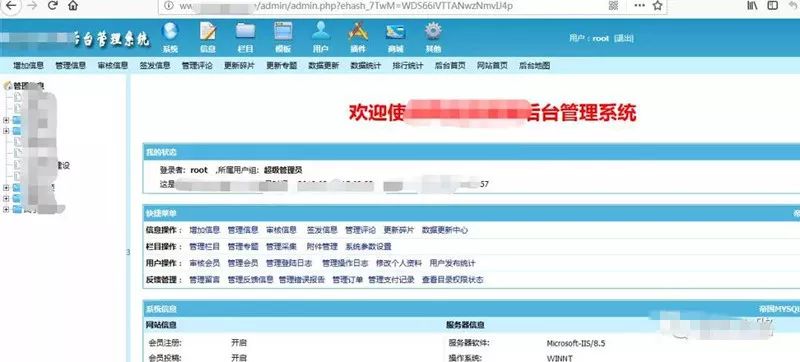 www. /admin/admin.php?ehash_7TwM=WDS66iVTTANwzNmvIJ4p
后台管理系统
系统 信息 栏目 模板 用户 插件 商城 其他
用户：root [退出]
增加信息 管理信息 审核信息 签发信息 管理评论 更新碎片 更新专题 数据更新 数据统计 排行统计 后台首页 网站首页 后台地图
管理信息
建设
欢迎使 后台管理系统
我的状态
登录者: root ,所属用户组: 超级管理员
这是 57
快捷菜单
信息操作： 增加信息 管理信息 审核信息 签发信息 管理评论 更新碎片 数据更新中心
栏目操作： 管理栏目 管理专题 管理采集 附件管理 系统参数设置
用户操作： 审核会员 管理会员 管理登陆日志 管理操作日志 修改个人资料 用户发布统计
反馈管理： 管理留言 管理反馈信息 管理错误报告 管理订单 管理支付记录 查看目录权限状态
系统信息 帝国MYSQ
网站信息 服务器信息
会员注册: 开启 服务器软件: Microsoft-IIS/8.5
会员投稿: 开启 操作系统: WINNT